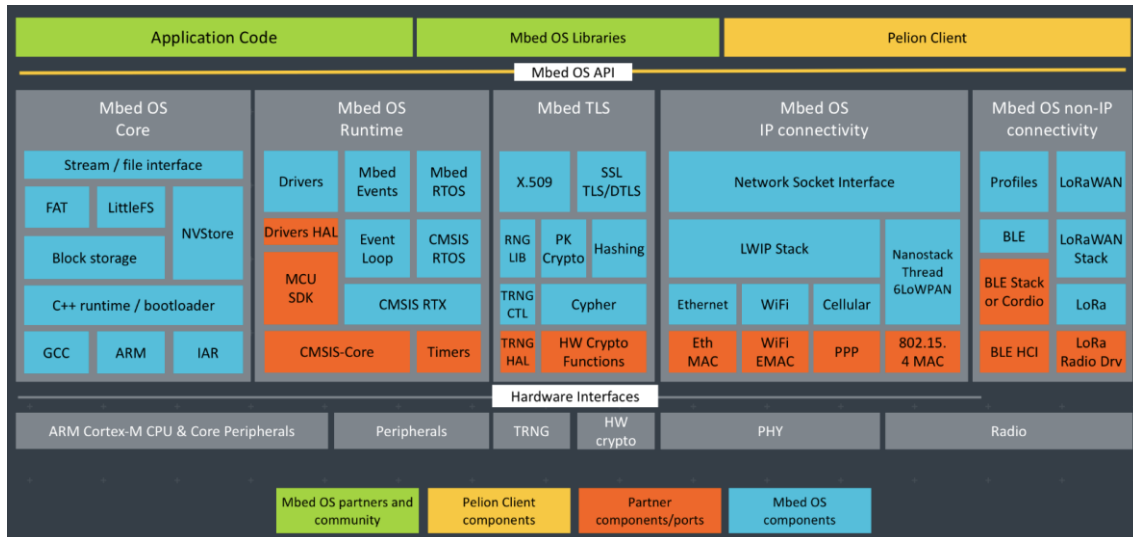 Application Code
Mbed OS Libraries
Pelion Client
Mbed OS API
Mbed OS
Core
Stream / file interface
FAT
LittleFS
NVStore
Block storage
C++ runtime / bootloader
GCC
ARM
IAR
Mbed OS
Runtime
Drivers
Mbed
Events
Mbed
RTOS
Drivers HAL
Event
Loop
CMSIS
RTOS
MCU
SDK
CMSIS RTX
CMSIS-Core
Timers
Mbed TLS
X.509
SSL
TLS/DTLS
RNG
LIB
PK
Crypto
Hashing
TRNG
CTL
Cypher
TRNG
HAL
HW Crypto
Functions
Mbed OS
IP connectivity
Network Socket Interface
LWIP Stack
Nanostack
Thread
6LoWPAN
Ethernet
WiFi
Cellular
Eth
MAC
WiFi
EMAC
PPP
802.15.
4 MAC
Mbed OS non-IP
connectivity
Profiles
LoRaWAN
BLE
LoRaWAN
Stack
BLE Stack
or Cordio
LoRa
BLE HCI
LoRa
Radio Drv
Hardware Interfaces
ARM Cortex-M CPU & Core Peripherals
Peripherals
TRNG
HW
crypto
PHY
Radio
Mbed OS partners and
community
Pelion Client
components
Partner
components/ports
Mbed OS
components